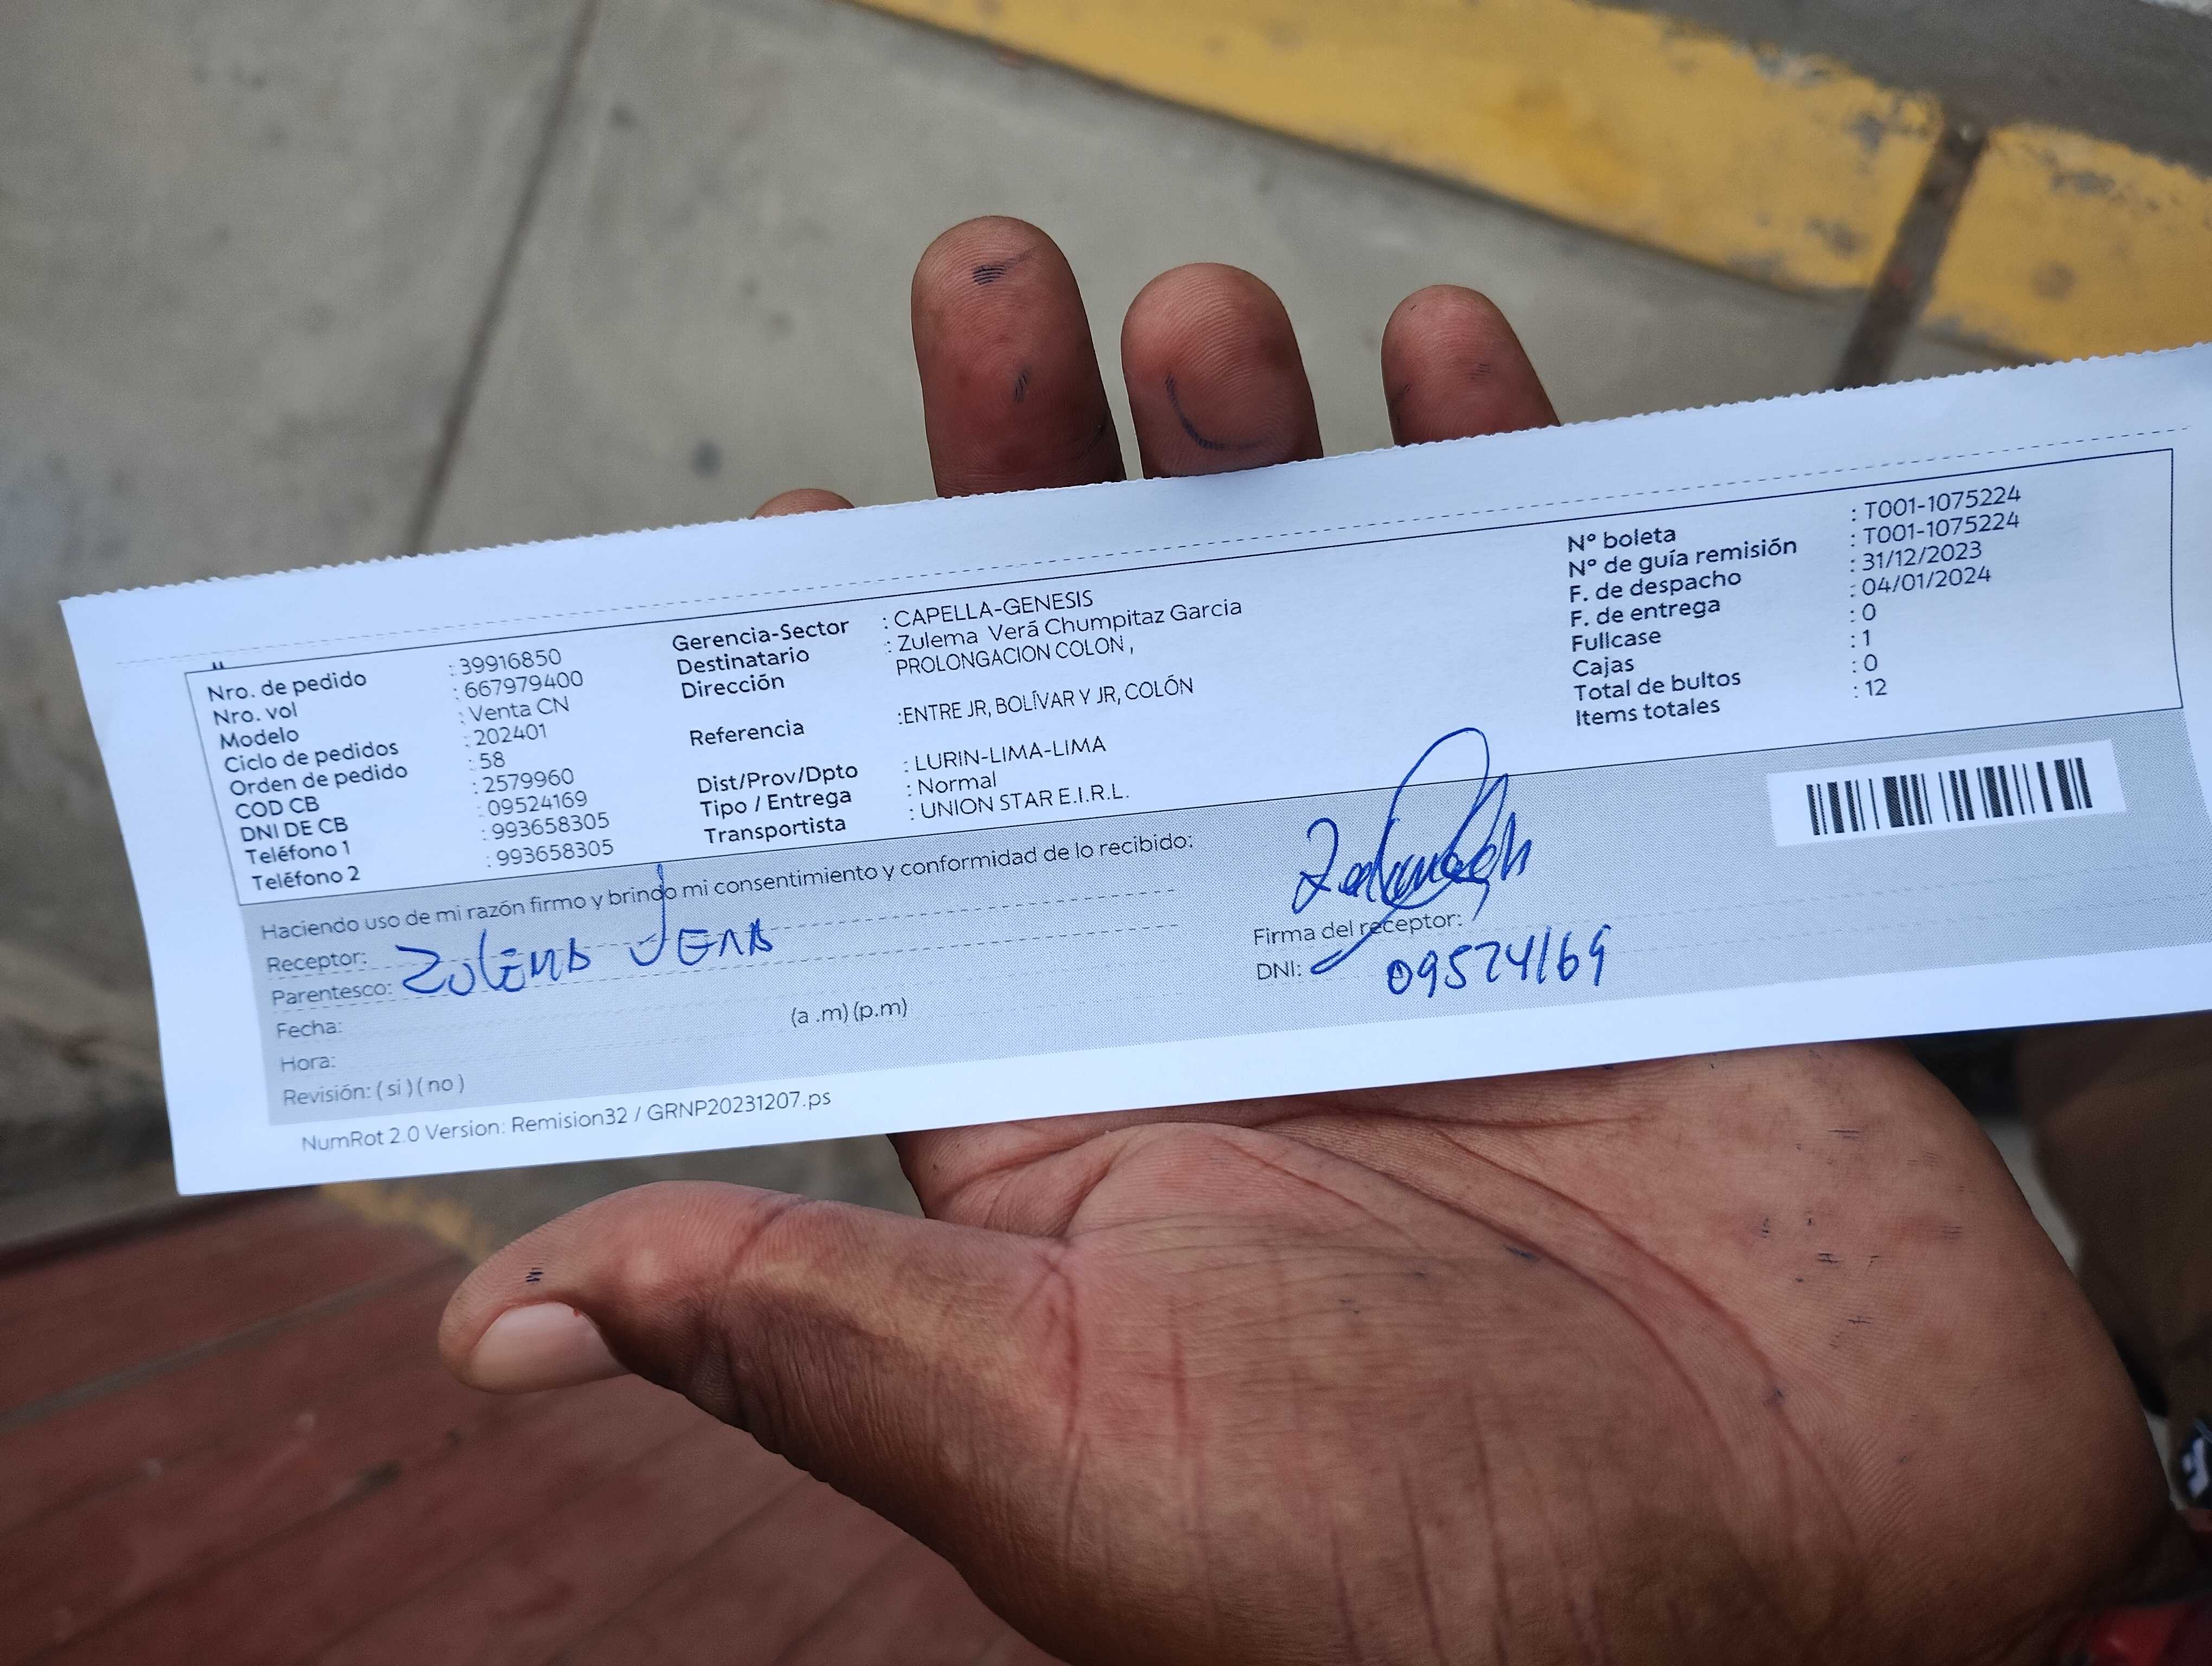 Nro. de pedido : 39916850
Nro. vol : 667979400
Modelo : Venta CN
Ciclo de pedidos : 202401
Orden de pedido : 58
COD CB : 2579960
DNI DE CB : 09524169
Teléfono 1 : 993658305
Teléfono 2 : 993658305
Gerencia-Sector : CAPELLA-GENESIS
Destinatario : Zulema Verá Chumpitaz Garcia
Dirección PROLONGACION COLON ,
Referencia :ENTRE JR, BOLÍVAR Y JR, COLÓN
Dist/Prov/Dpto : LURIN-LIMA-LIMA
Tipo / Entrega : Normal
Transportista : UNION STAR E.I.R.L.
N° boleta : T001-1075224
N° de guía remisión : T001-1075224
F. de despacho : 31/12/2023
F. de entrega : 04/01/2024
Fullcase : 0
Cajas : 1
Total de bultos : 0
Items totales : 12
Haciendo uso de mi razón firmo y brindo mi consentimiento y conformidad de lo recibido:
Receptor: Zulema Vera
Parentesco:
Fecha:
Hora: (a .m) (p.m)
Revisión: ( si ) ( no )
Firma del receptor:
DNI: 09524169
NumRot 2.0 Version: Remision32 / GRNP20231207.ps